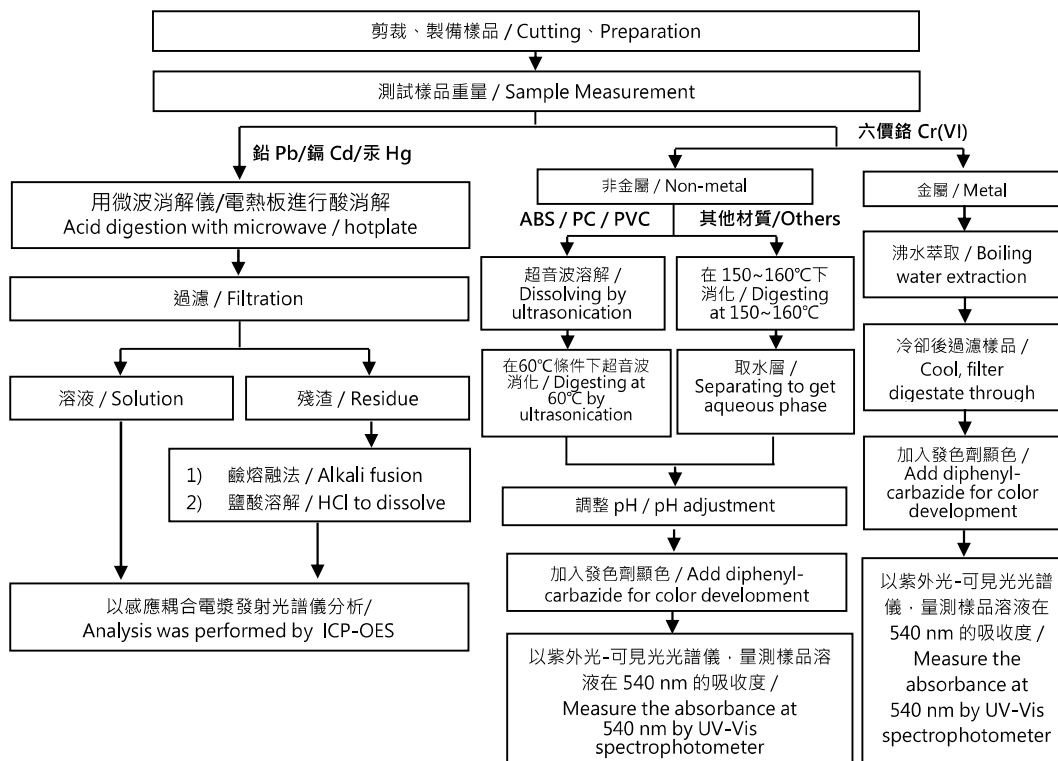 剪裁、製備樣品 / Cutting、Preparation
測試樣品重量 / Sample Measurement
鉛 Pb/鎘 Cd/汞 Hg
用微波消解儀/電熱板進行酸消解
Acid digestion with microwave / hotplate
過濾 / Filtration
溶液 / Solution
殘渣 / Residue
1) 鹼熔融法 / Alkali fusion
2) 鹽酸溶解 / HCl to dissolve
以感應耦合電漿發射光譜儀分析/
Analysis was performed by ICP-OES
六價鉻 Cr(VI)
非金屬 / Non-metal
ABS / PC / PVC
其他材質/Others
超音波溶解 /
Dissolving by
ultrasonication
在60℃條件下超音波
消化 / Digesting at
60℃ by
ultrasonication
在 150~160℃下
消化 / Digesting
at 150~160℃
取水層 /
Separating to get
aqueous phase
調整 pH / pH adjustment
加入發色劑顯色 / Add diphenyl-
carbazide for color development
以紫外光-可見光光譜儀，量測樣品溶
液在 540 nm 的吸收度 /
Measure the absorbance at
540 nm by UV-Vis
spectrophotometer
金屬 / Metal
沸水萃取 / Boiling
water extraction
冷卻後過濾樣品 /
Cool, filter
digestate through
加入發色劑顯色 /
Add diphenyl-
carbazide for color
development
以紫外光-可見光光譜
儀，量測樣品溶液在
540 nm 的吸收度 /
Measure the
absorbance at
540 nm by UV-Vis
spectrophotometer